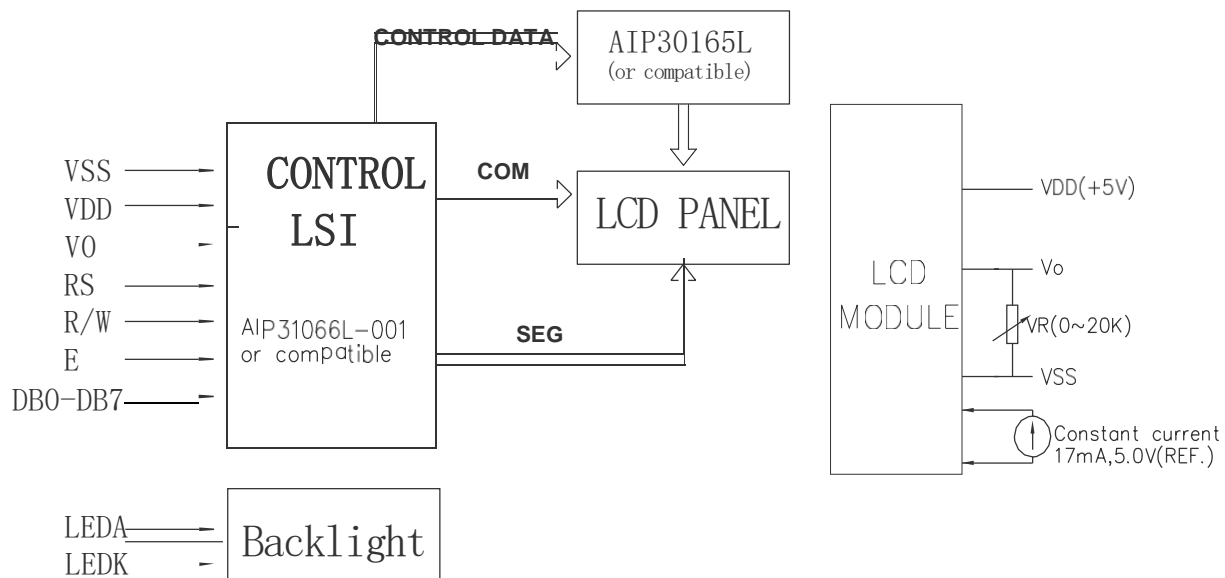 CONTROL DATA
AIP30165L
(or compatible)
VSS
VDD
VO
RS
R/W
E
DB0-DB7
CONTROL
LSI
AIP31066L-001
or compatible
COM
SEG
LCD PANEL
LEDA
LEDK
Backlight
LCD
MODULE
VDD(+5V)
Vo
VR(0~20K)
VSS
Constant current
17mA,5.0V(REF.)